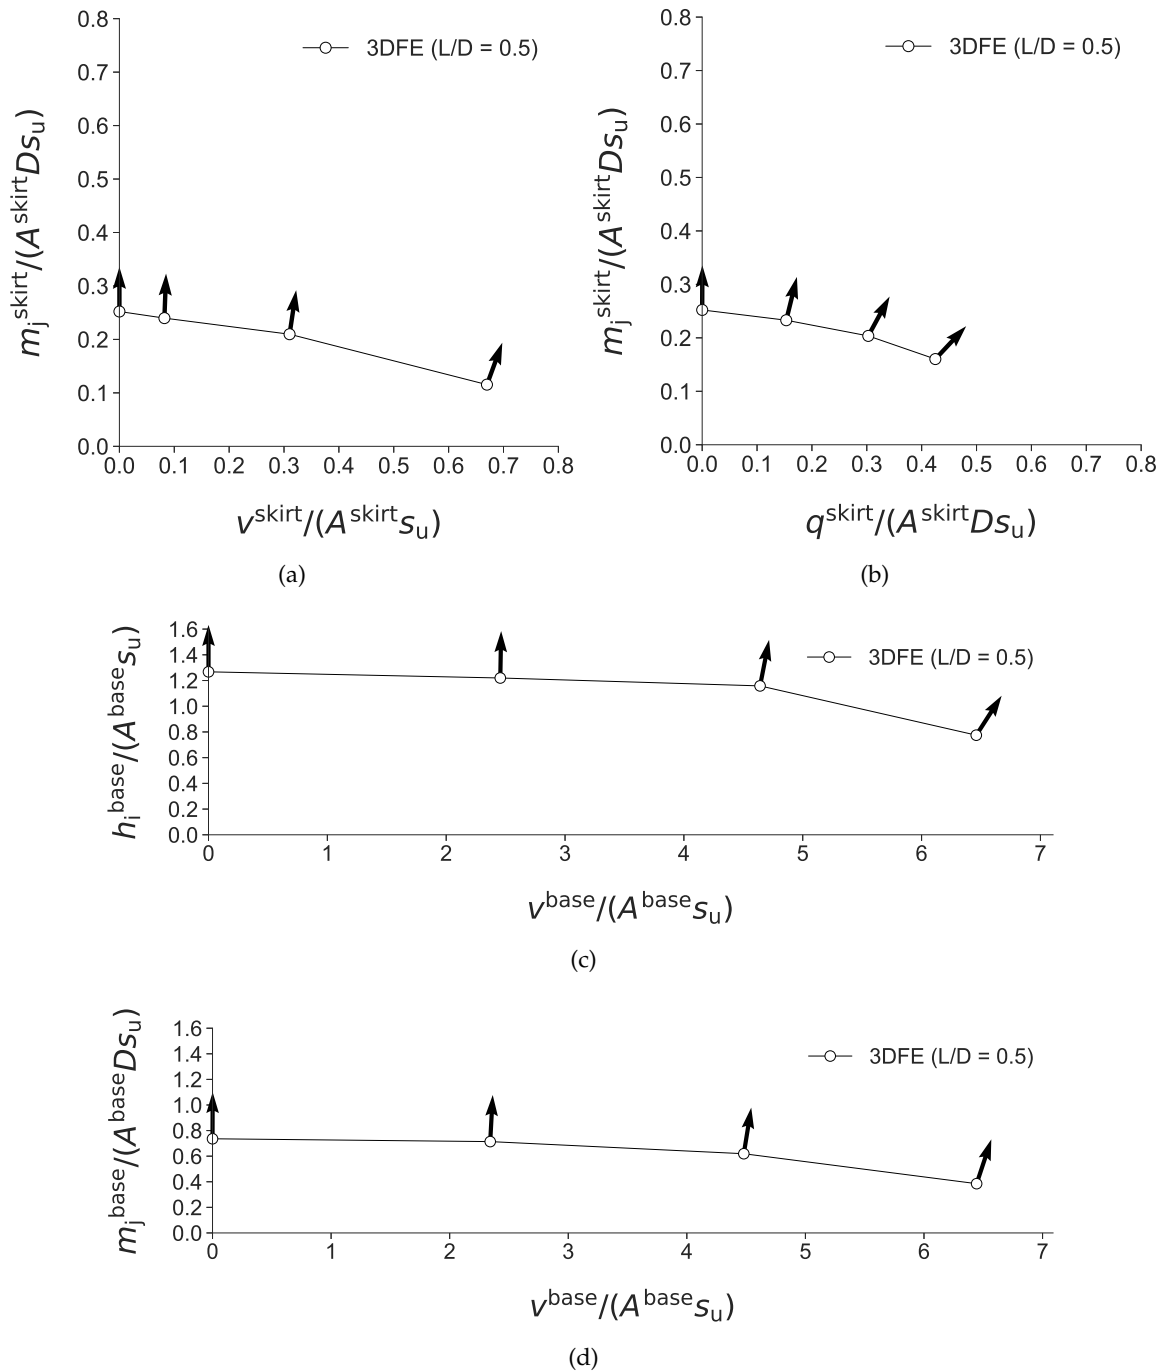 0.8
0.7
0.6
0.5
0.4
0.3
0.2
0.1
0.0
0.0 0.1 0.2 0.3 0.4 0.5 0.6 0.7 0.8
3DFE (L/D = 0.5)
m_j^skirt/(A^skirt Ds_u)
v^skirt/(A^skirt s_u)
(a)
0.8
0.7
0.6
0.5
0.4
0.3
0.2
0.1
0.0
0.0 0.1 0.2 0.3 0.4 0.5 0.6 0.7 0.8
3DFE (L/D = 0.5)
m_j^skirt/(A^skirt Ds_u)
q^skirt/(A^skirt Ds_u)
(b)
1.6
1.4
1.2
1.0
0.8
0.6
0.4
0.2
0.0
0 1 2 3 4 5 6 7
3DFE (L/D = 0.5)
h_i^base/(A^base s_u)
v^base/(A^base s_u)
(c)
1.6
1.4
1.2
1.0
0.8
0.6
0.4
0.2
0.0
0 1 2 3 4 5 6 7
3DFE (L/D = 0.5)
m_j^base/(A^base Ds_u)
v^base/(A^base s_u)
(d)